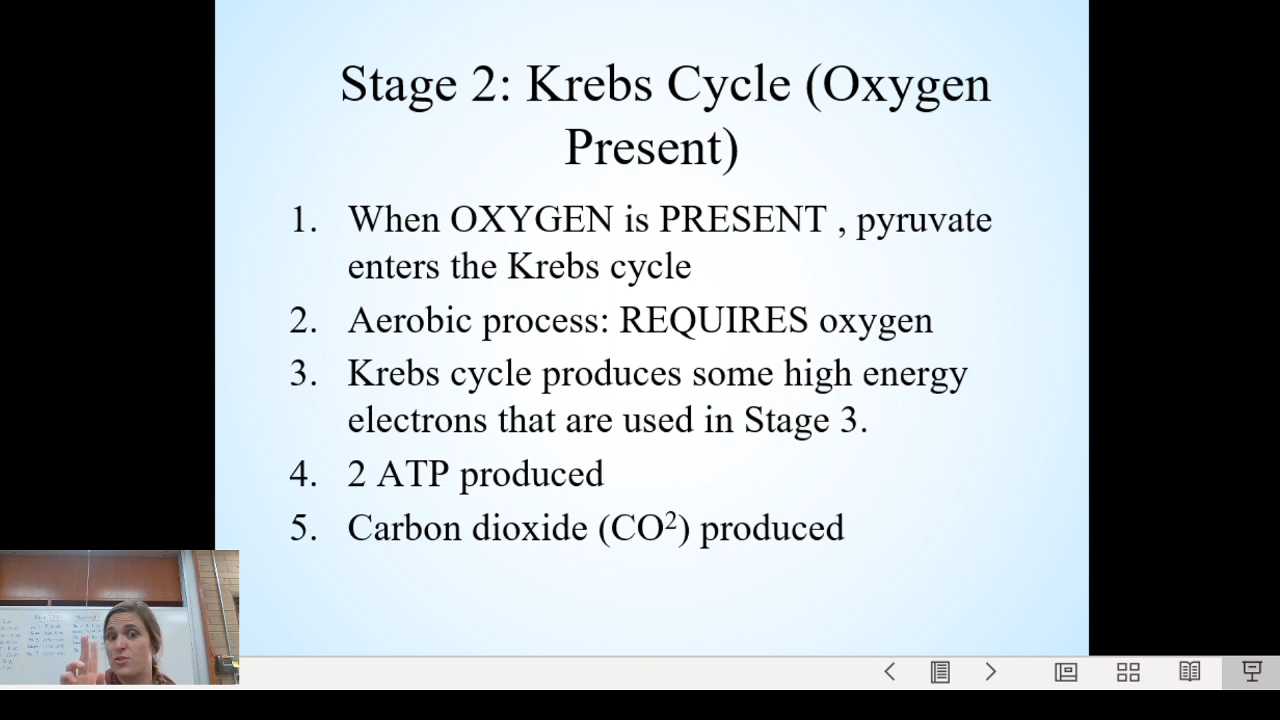 Stage 2: Krebs Cycle (Oxygen
Present)
1. When OXYGEN is PRESENT , pyruvate
enters the Krebs cycle
2. Aerobic process: REQUIRES oxygen
3. Krebs cycle produces some high energy
electrons that are used in Stage 3.
4. 2 ATP produced
5. Carbon dioxide (CO²) produced